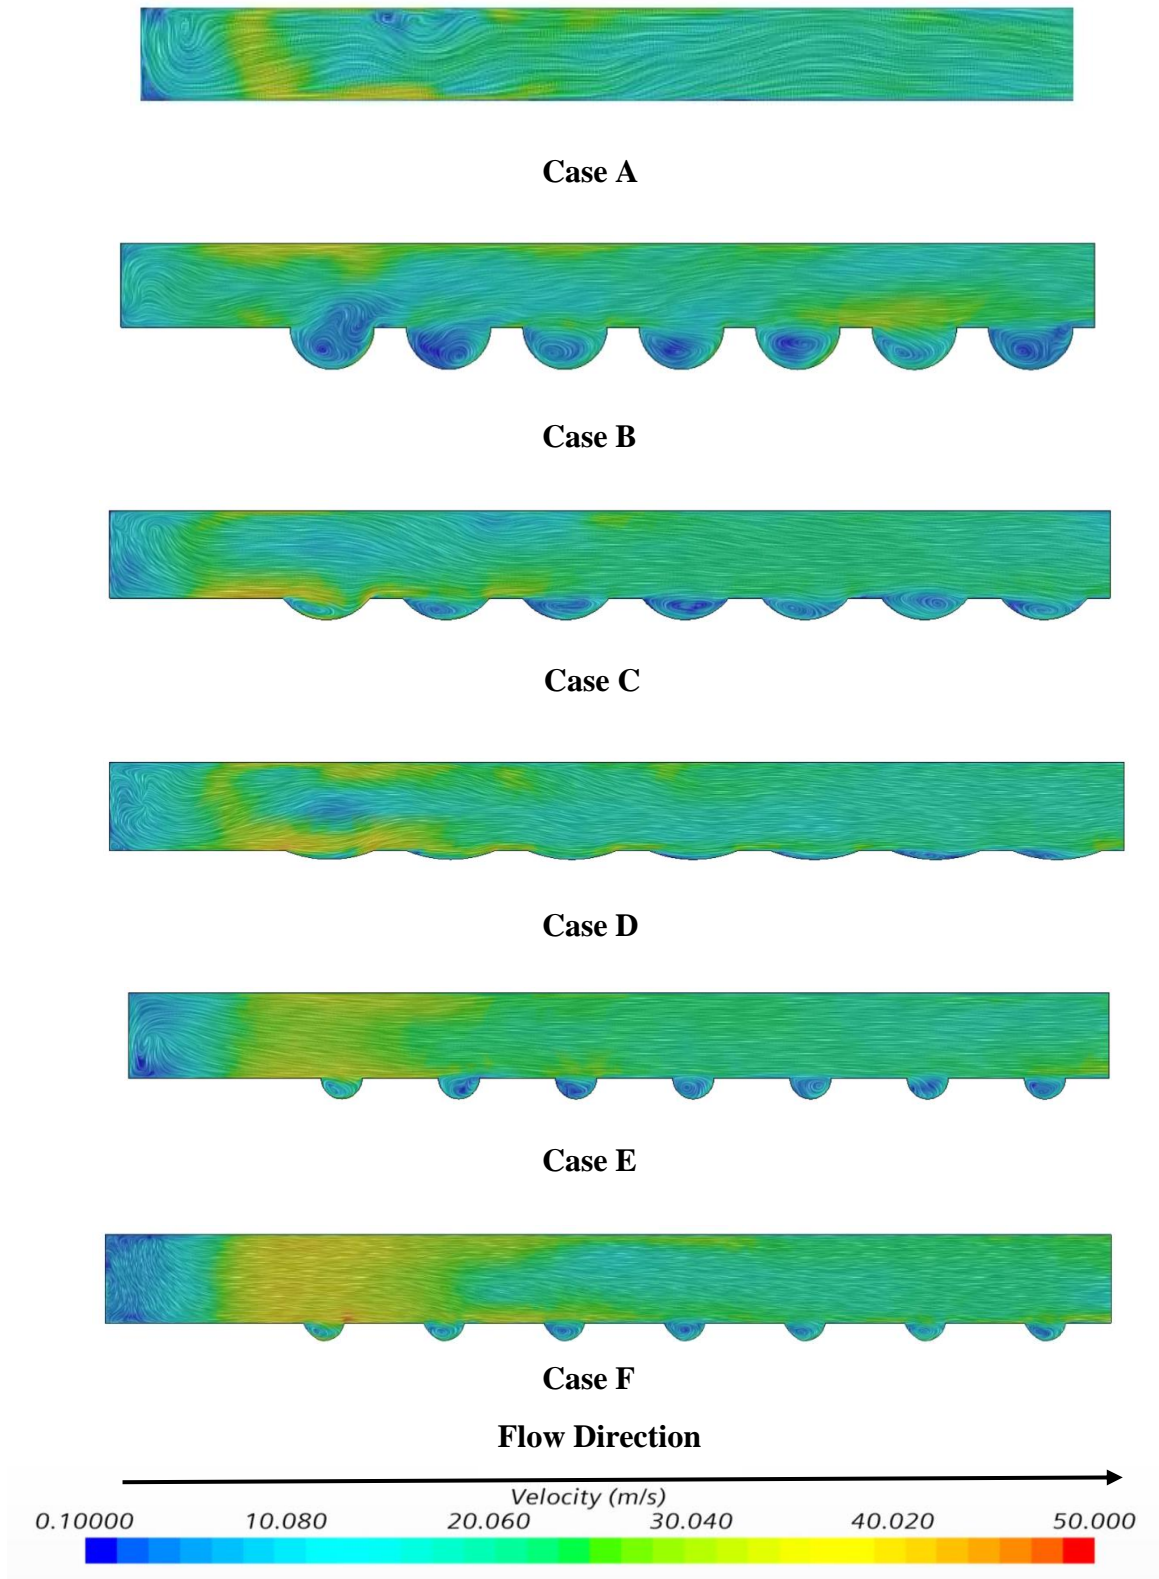 Case A
Case B
Case C
Case D
Case E
Case F
Flow Direction
Velocity (m/s)
0.10000 10.080 20.060 30.040 40.020 50.000